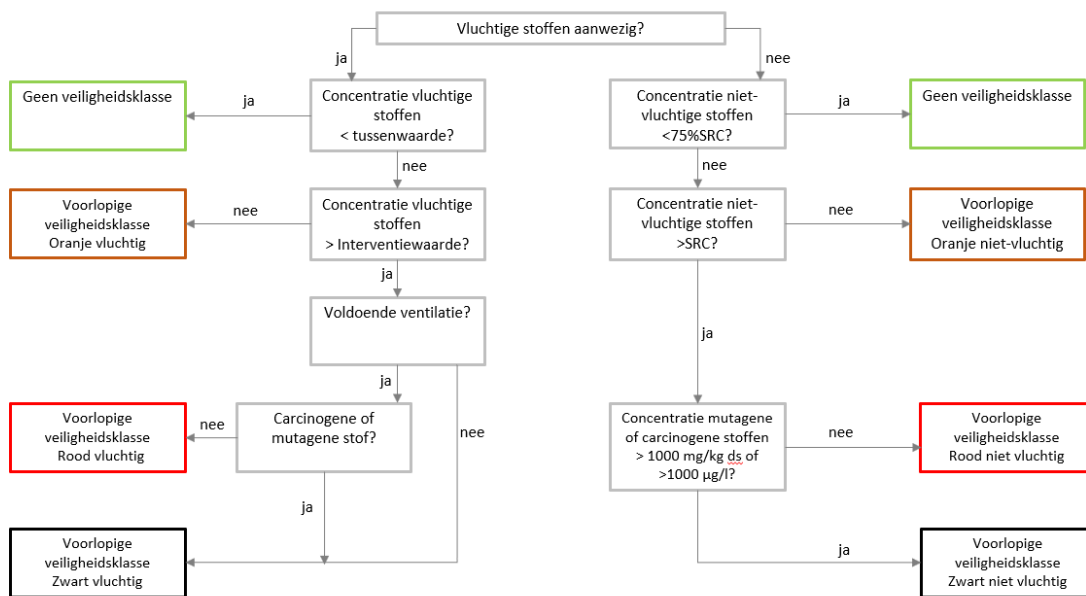 Vluchtige stoffen aanwezig?
ja
nee
Geen veiligheidsklasse
ja
Concentratie vluchtige
stoffen
< tussenwaarde?
Concentratie niet-
vluchtige stoffen
<75%SRC?
ja
Geen veiligheidsklasse
nee
nee
Voorlopige
veiligheidsklasse
Oranje vluchtig
nee
Concentratie vluchtige
stoffen
> Interventiewaarde?
Concentratie niet-
vluchtige stoffen
>SRC?
nee
Voorlopige
veiligheidsklasse
Oranje niet-vluchtig
ja
Voldoende ventilatie?
ja
ja
Voorlopige
veiligheidsklasse
Rood vluchtig
nee
Carcinogene of
mutagene stof?
nee
Concentratie mutagene
of carcinogene stoffen
> 1000 mg/kg ds of
>1000 µg/l?
nee
Voorlopige
veiligheidsklasse
Rood niet vluchtig
ja
Voorlopige
veiligheidsklasse
Zwart vluchtig
ja
Voorlopige
veiligheidsklasse
Zwart niet vluchtig